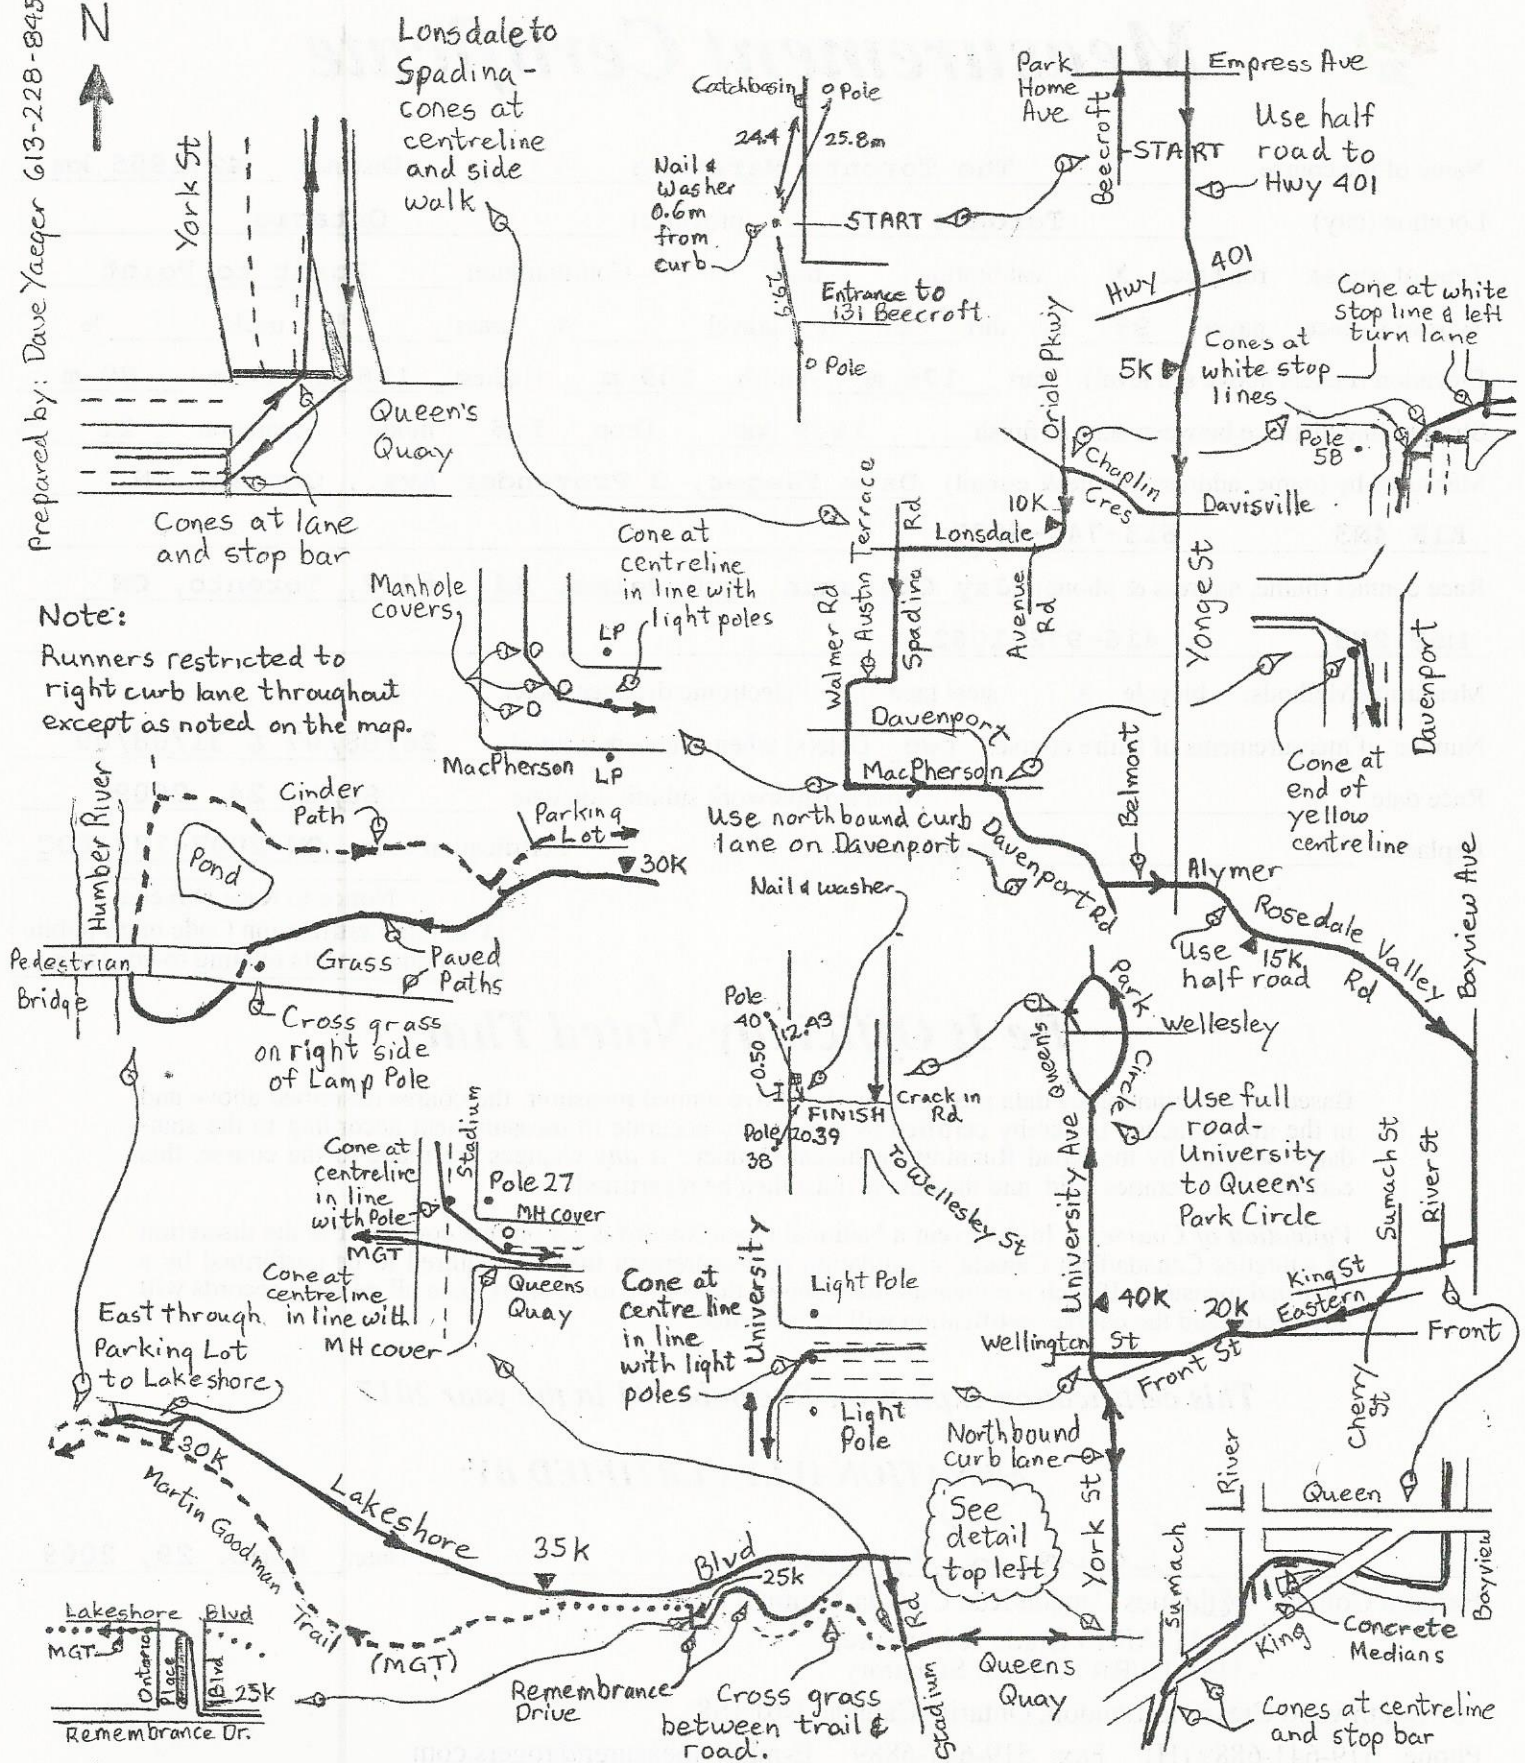 Prepared by: Dave Yaeger 613-228-845
N
York St
Queen's
Quay
Cones at lane
and stop bar
Lonsdale to
Spadina -
cones at
centreline
and side
walk
Catchbasin
Pole
24.4
25.8m
Nail &
Washer
0.6m
from
curb
START
29.9
Entrance to
131 Beecroft
Pole
Park
Home
Ave
Empress Ave
Beecroft
START
Use half
road to
Hwy 401
Hwy 401
5K
Oriole Pkwy
Cone at white
stop line & left
turn lane
Cones at
white stop
lines
Pole
58
Chaplin
Cres
Davisville
10K
Lonsdale
Austin Terrace
Spadina Rd
Walmer Rd
Avenue
Rd
Yonge St
Davenport
Cone at
end of
yellow
centreline
Manhole
covers
Cone at
centreline
in line with
light poles
LP
MacPherson
LP
Note:
Runners restricted to
right curb lane throughout
except as noted on the map.
Davenport
MacPherson
Use northbound curb
lane on Davenport
Davenport Rd
Belmont
Alymer
Rosedale Valley
Rd
Use
half road
15K
Bayview Ave
Humber River
Cinder
Path
Pond
Parking
Lot
30K
Pedestrian
Bridge
Grass
Paved
Paths
Cross grass
on right side
of Lamp Pole
Nail & washer
Pole
40
12.43
0.50
FINISH
Crack in
Rd
Pole
38
20.39
To Wellesley St
Queen's
Park
Circle
Wellesley
Use full
road-
University
to Queen's
Park Circle
University Ave
40K
Sumach St
River St
King St
Eastern
20K
Front
Wellington St
Front St
Cherry
St
Cone at
centreline
in line
with Pole
Stadium
Pole 27
MH cover
MGT
Queens
Quay
Cone at
centreline
in line with
MH cover
Cone at
centre line
in line
with light
poles
University
Light Pole
Light
Pole
East through
Parking Lot
to Lakeshore
30K
Martin Goodman Trail
(MGT)
Lakeshore
Blvd
35K
25K
Northbound
curb lane
See
detail
top left
York St
Queens
Quay
Stadium
Rd
Remembrance
Drive
Cross grass
between trail &
road.
Lakeshore Blvd
MGT
Ontario
Place
Blvd
25K
Remembrance Dr.
River
Queen
Sumach
King
Bayview
Concrete
Medians
Cones at centreline
and stop bar